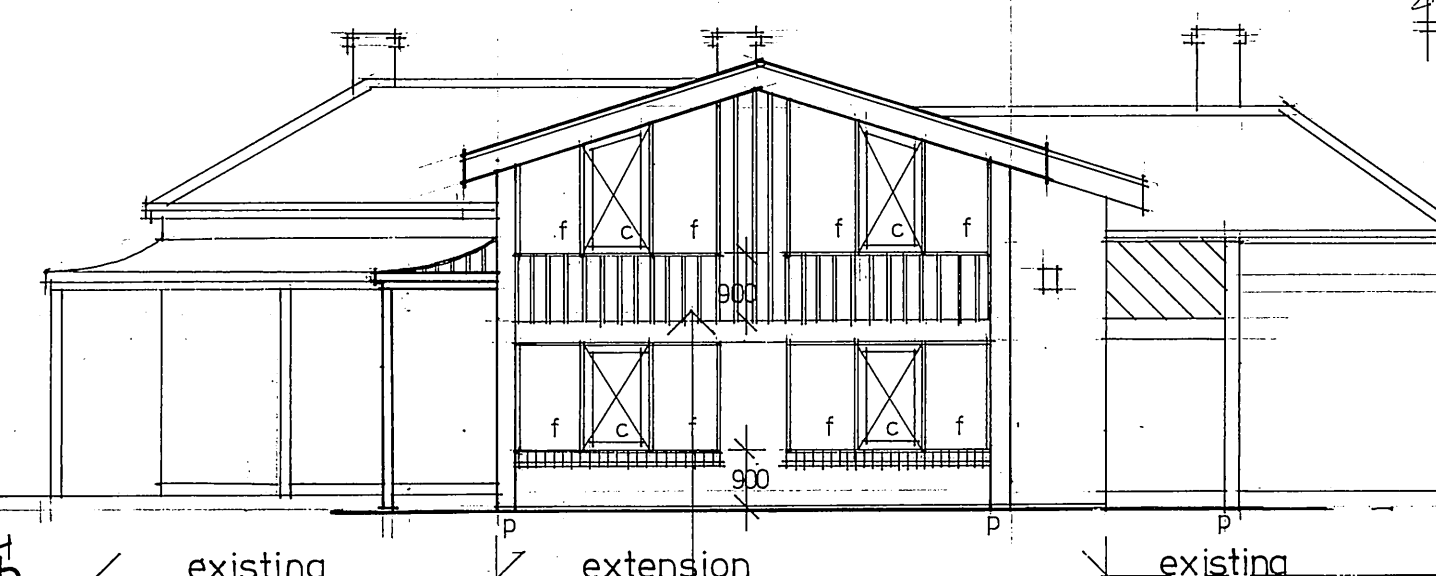 f c f f c f
900
f c f f c f
900
p p p
existing extension existing